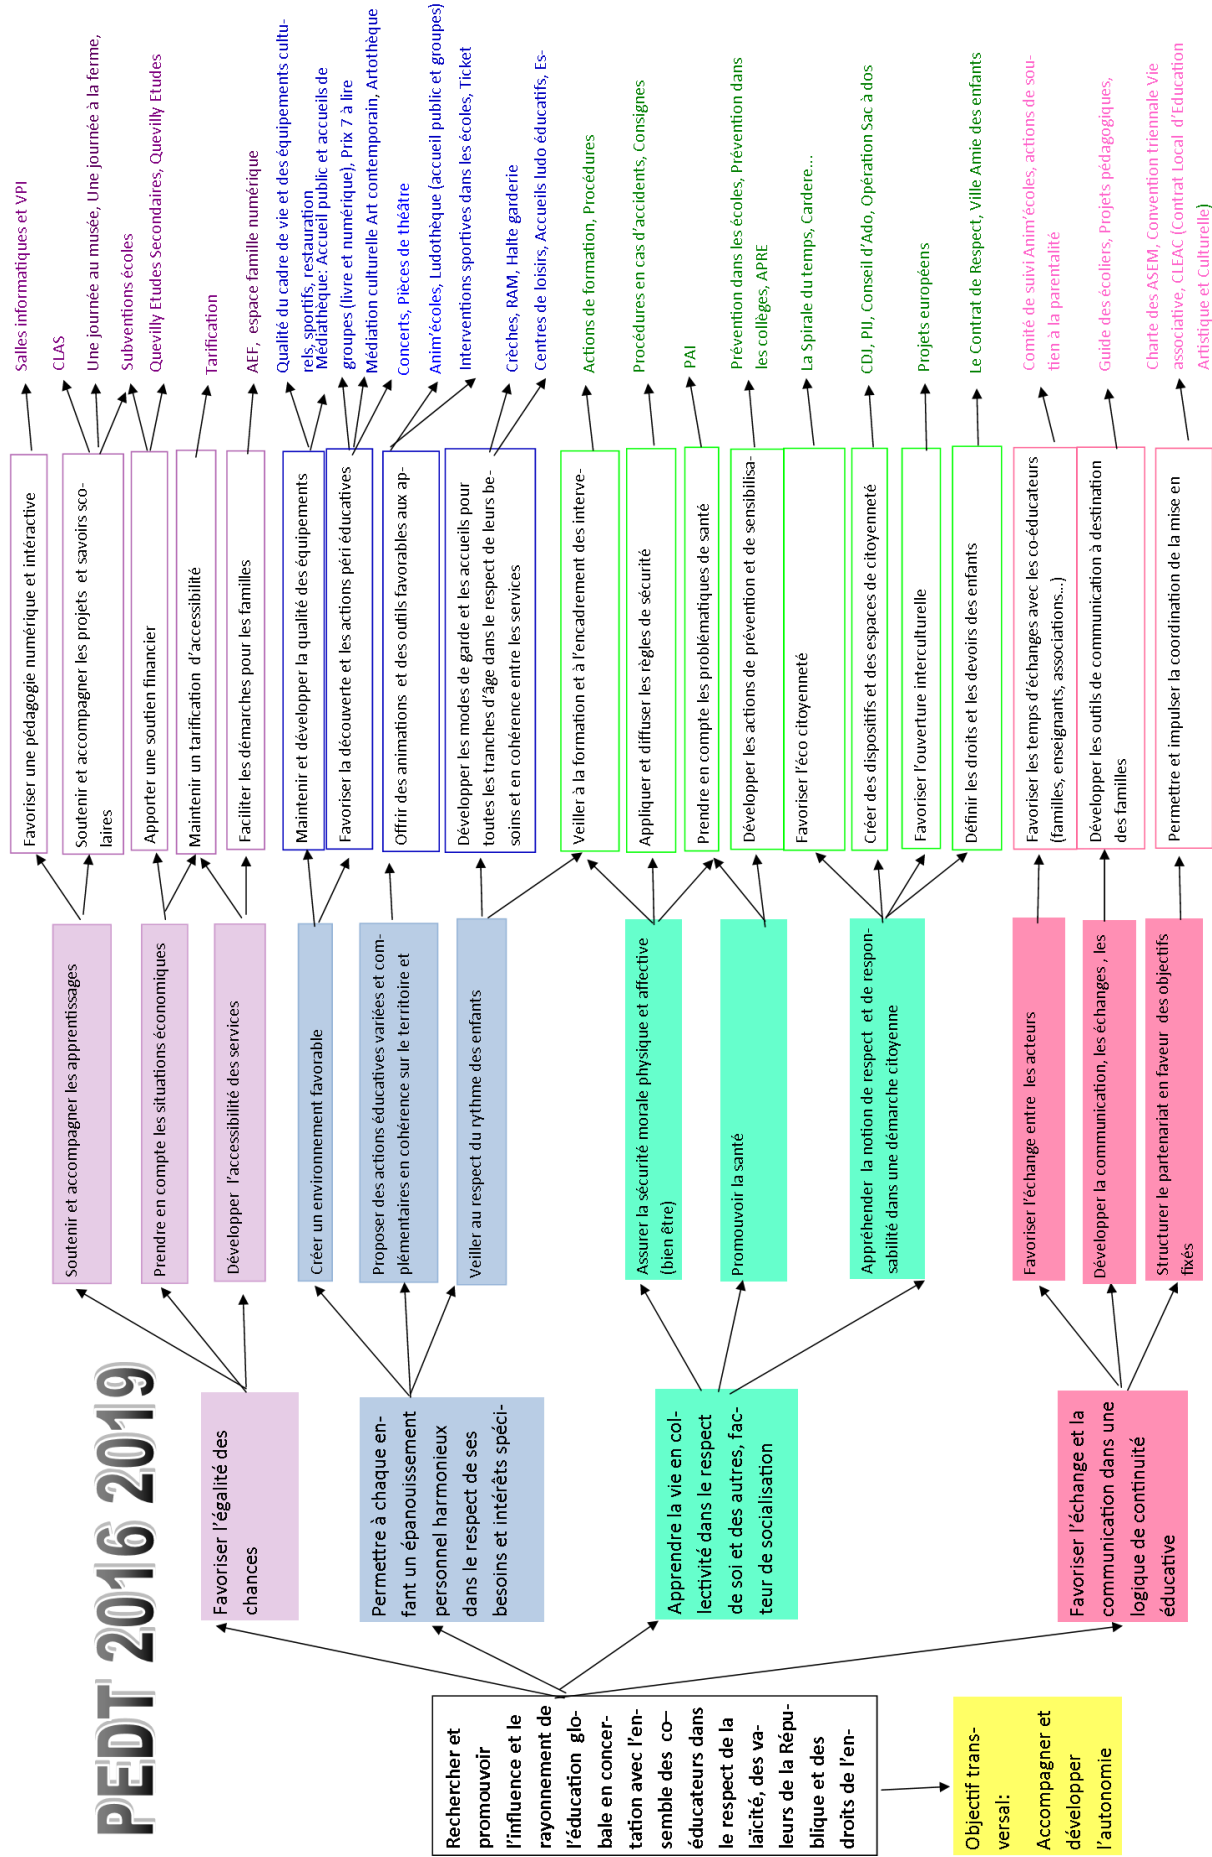 PEDT 2016 2019
Rechercher et
promouvoir
l'influence et le
rayonnement de
l'éducation glo-
bale en concer-
tation avec l'en-
semble des co–
éducateurs dans
le respect de la
laïcité, des va-
leurs de la Répu-
blique et des
droits de l'en-
Objectif trans-
versal:
Accompagner et
développer
l'autonomie
Favoriser l'égalité des
chances
Permettre à chaque en-
fant un épanouissement
personnel harmonieux
dans le respect de ses
besoins et intérêts spéci-
Apprendre la vie en col-
lectivité dans le respect
de soi et des autres, fac-
teur de socialisation
Favoriser l'échange et la
communication dans une
logique de continuité
éducative
Soutenir et accompagner les apprentissages
Prendre en compte les situations économiques
Développer l'accessibilité des services
Créer un environnement favorable
Proposer des actions éducatives variées et com-
plémentaires en cohérence sur le territoire et
Veiller au respect du rythme des enfants
Assurer la sécurité morale physique et affective
(bien être)
Promouvoir la santé
Appréhender la notion de respect et de respon-
sabilité dans une démarche citoyenne
Favoriser l'échange entre les acteurs
Développer la communication, les échanges , les
Structurer le partenariat en faveur des objectifs
fixés
Favoriser une pédagogie numérique et intéractive
Soutenir et accompagner les projets et savoirs sco-
laires
Apporter une soutien financier
Maintenir un tarification d'accessibilité
Faciliter les démarches pour les familles
Maintenir et développer la qualité des équipements
Favoriser la découverte et les actions péri éducatives
Offrir des animations et des outils favorables aux ap-
Développer les modes de garde et les accueils pour
toutes les tranches d'âge dans le respect de leurs be-
soins et en cohérence entre les services
Veiller à la formation et à l'encadrement des interve-
Appliquer et diffuser les règles de sécurité
Prendre en compte les problématiques de santé
Développer les actions de prévention et de sensibilisa-
Favoriser l'éco citoyenneté
Créer des dispositifs et des espaces de citoyenneté
Favoriser l'ouverture interculturelle
Définir les droits et les devoirs des enfants
Favoriser les temps d'échanges avec les co-éducateurs
(familles, enseignants, associations...)
Développer les outils de communication à destination
des familles
Permettre et impulser la coordination de la mise en
Salles informatiques et VPI
CLAS
Une journée au musée, Une journée à la ferme,
Subventions écoles
Quevilly Etudes Secondaires, Quevilly Etudes
Tarification
AEF, espace famille numérique
Qualité du cadre de vie et des équipements cultu-
rels, sportifs, restauration
Médiathèque: Accueil public et accueils de
groupes (livre et numérique), Prix 7 à lire
Médiation culturelle Art contemporain, Artothèque
Concerts, Pièces de théâtre
Anim'écoles, Ludothèque (accueil public et groupes)
Interventions sportives dans les écoles, Ticket
Crèches, RAM, Halte garderie
Centres de loisirs, Accueils ludo éducatifs, Es-
Actions de formation, Procédures
Procédures en cas d'accidents, Consignes
PAI
Prévention dans les écoles, Prévention dans
les collèges, APRE
La Spirale du temps, Cardere...
CDJ, PIJ, Conseil d'Ado, Opération Sac à dos
Projets européens
Le Contrat de Respect, Ville Amie des enfants
Comité de suivi Anim'écoles, actions de sou-
tien à la parentalité
Guide des écoliers, Projets pédagogiques,
Charte des ASEM, Convention triennale Vie
associative, CLEAC (Contrat Local d'Education
Artistique et Culturelle)